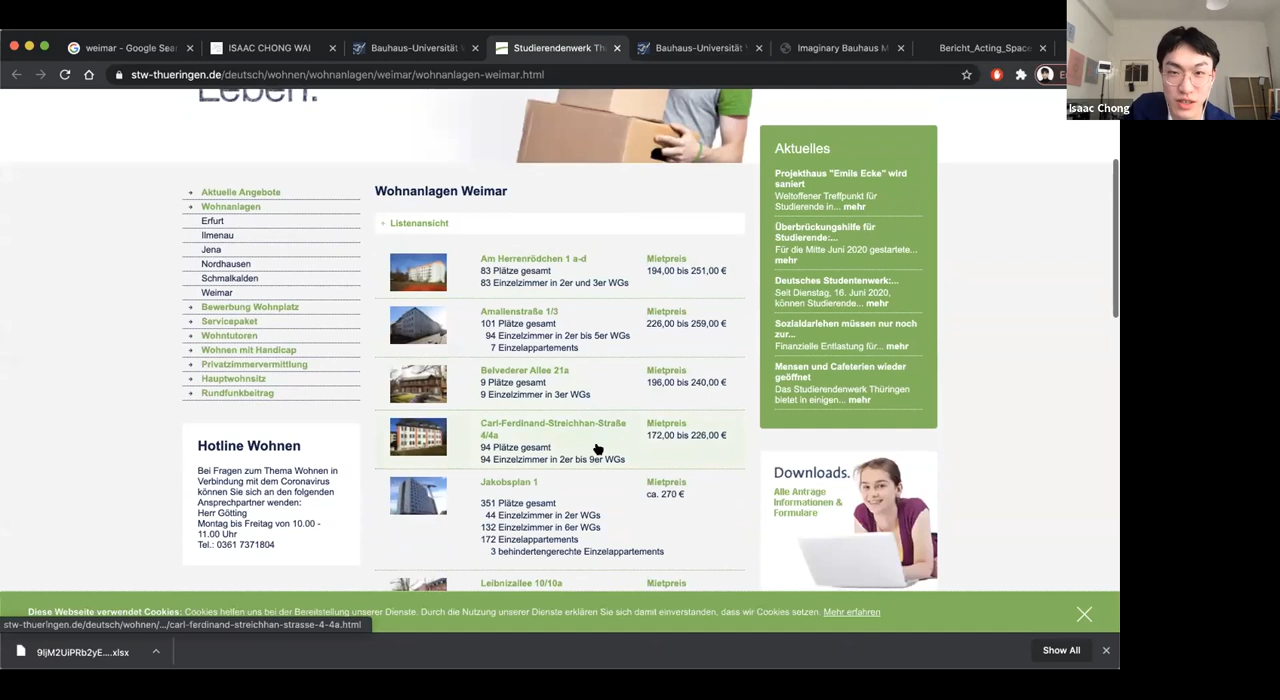 weimar - Google Sea
ISAAC CHONG WAI
Bauhaus-Universität
Studierendenwerk Th
Bauhaus-Universität
Imaginary Bauhaus M
Bericht_Acting_Space
stw-thueringen.de/deutsch/wohnen/wohnanlagen/weimar/wohnanlagen-weimar.html
Isaac Chong
Leben.
Aktuelle Angebote
Wohnanlagen
Erfurt
Ilmenau
Jena
Nordhausen
Schmalkalden
Weimar
Bewerbung Wohnplatz
Servicepaket
Wohntutoren
Wohnen mit Handicap
Privatzimmervermittlung
Hauptwohnsitz
Rundfunkbeitrag
Hotline Wohnen
Bei Fragen zum Thema Wohnen in
Verbindung mit dem Coronavirus
können Sie sich an den folgenden
Ansprechpartner wenden:
Herr Götting
Montag bis Freitag von 10.00 -
11.00 Uhr
Tel.: 0361 7371804
Wohnanlagen Weimar
Listenansicht
Am Herrenrödchen 1 a-d
83 Plätze gesamt
83 Einzelzimmer in 2er und 3er WGs
Mietpreis
194,00 bis 251,00 €
Amalienstraße 1/3
101 Plätze gesamt
94 Einzelzimmer in 2er bis 5er WGs
7 Einzelappartements
Mietpreis
226,00 bis 259,00 €
Belvederer Allee 21a
9 Plätze gesamt
9 Einzelzimmer in 3er WGs
Mietpreis
196,00 bis 240,00 €
Carl-Ferdinand-Streichhan-Straße
4/4a
94 Plätze gesamt
94 Einzelzimmer in 2er bis 9er WGs
Mietpreis
172,00 bis 226,00 €
Jakobsplan 1
351 Plätze gesamt
44 Einzelzimmer in 2er WGs
132 Einzelzimmer in 6er WGs
172 Einzelappartements
3 behindertengerechte Einzelappartements
Mietpreis
ca. 270 €
Leibnizallee 10/10a
Mietpreis
Aktuelles
Projekthaus "Emils Ecke" wird
saniert
Weltoffener Treffpunkt für
Studierende in... mehr
Überbrückungshilfe für
Studierende:...
Für die Mitte Juni 2020 gestartete...
mehr
Deutsches Studentenwerk:...
Seit Dienstag, 16. Juni 2020,
können Studierende... mehr
Sozialdarlehen müssen nur noch
zur...
Finanzielle Entlastung für... mehr
Mensen und Cafeterien wieder
geöffnet
Das Studierendenwerk Thüringen
bietet in einigen... mehr
Downloads.
Alle Antrage
Informationen &
Formulare
Diese Webseite verwendet Cookies: Cookies helfen uns bei der Bereitstellung unserer Dienste. Durch die Nutzung unserer Dienste erklären Sie sich damit einverstanden, dass wir Cookies setzen. Mehr erfahren
stw-thueringen.de/deutsch/wohnen/.../carl-ferdinand-streichhan-strasse-4-4a.html
9ljM2UiPRb2yE....xlsx
Show All